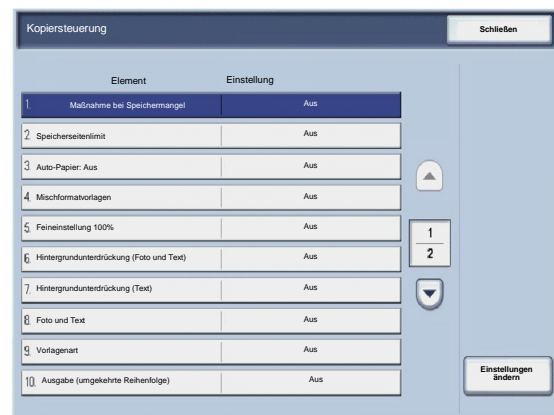 Kopiersteuerung
Schließen
Element Einstellung
1. Maßnahme bei Speichermangel Aus
2. Speicherseitenlimit Aus
3. Auto-Papier: Aus Aus
4. Mischformatvorlagen Aus
5. Feineinstellung 100% Aus
6. Hintergrundunterdrückung (Foto und Text) Aus
7. Hintergrundunterdrückung (Text) Aus
8. Foto und Text Aus
9. Vorlagenart Aus
10. Ausgabe (umgekehrte Reihenfolge) Aus
1
2
Einstellungen
ändern